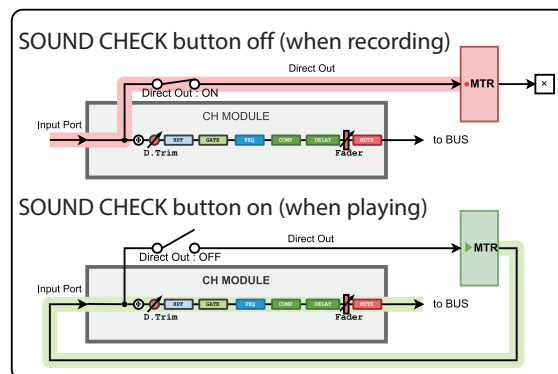 SOUND CHECK button off (when recording)
Direct Out
MTR
×
Direct Out : ON
CH MODULE
Input Port
Φ HPF GATE PEQ COMP DELAY MUTE
to BUS
D.Trim Fader
SOUND CHECK button on (when playing)
Direct Out
MTR
Direct Out : OFF
CH MODULE
Input Port
Φ HPF GATE PEQ COMP DELAY MUTE
to BUS
D.Trim Fader